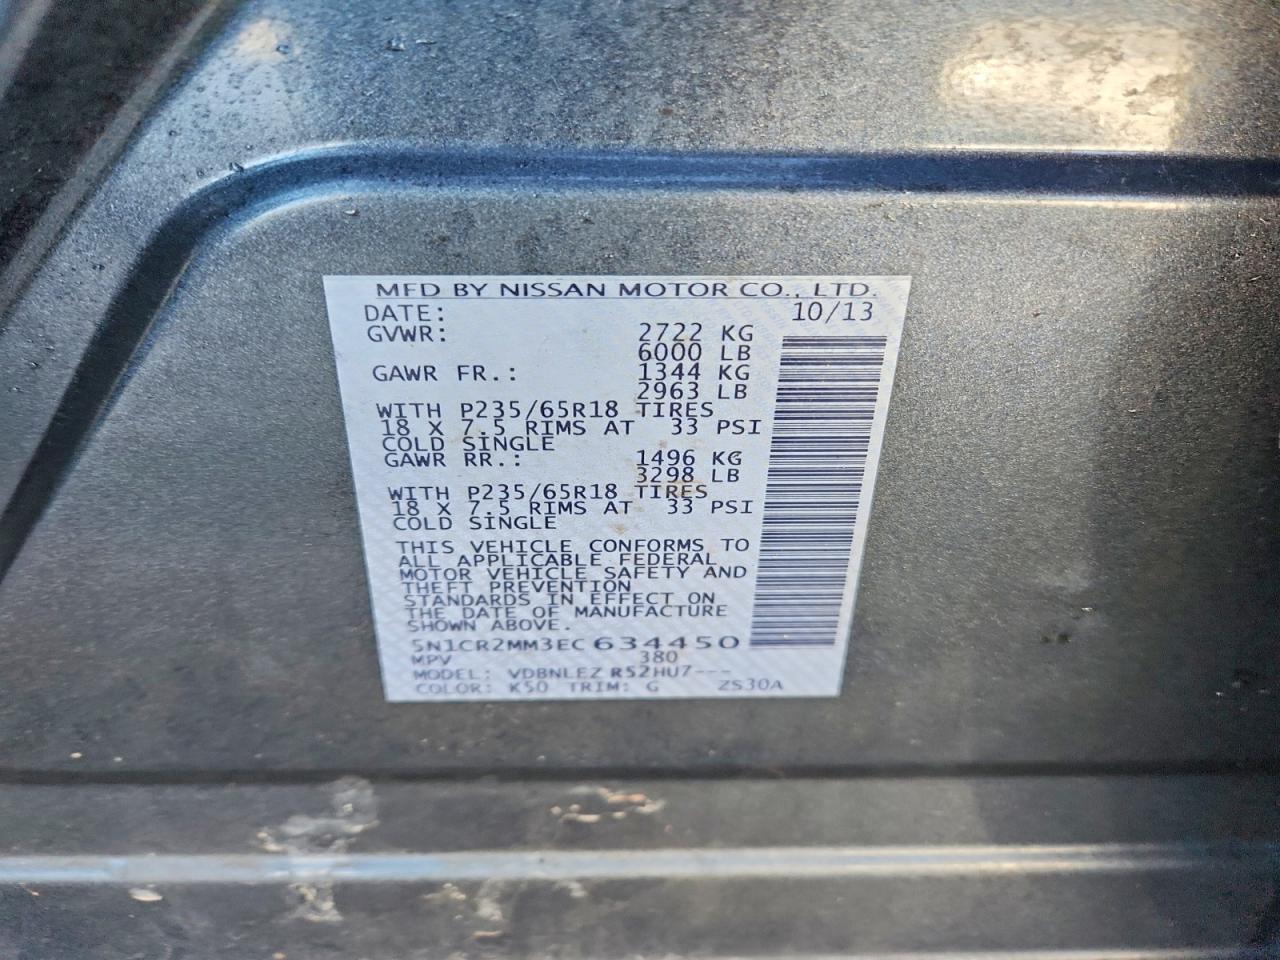 MFD BY NISSAN MOTOR CO., LTD.
DATE: 10/13
GVWR: 2722 KG
6000 LB
GAWR FR.: 1344 KG
2963 LB
WITH P235/65R18 TIRES
18 X 7.5 RIMS AT 33 PSI
COLD SINGLE
GAWR RR.: 1496 KG
3298 LB
WITH P235/65R18 TIRES
18 X 7.5 RIMS AT 33 PSI
COLD SINGLE
THIS VEHICLE CONFORMS TO
ALL APPLICABLE FEDERAL
MOTOR VEHICLE SAFETY AND
THEFT PREVENTION
STANDARDS IN EFFECT ON
THE DATE OF MANUFACTURE
SHOWN ABOVE.
5N1CR2MM3EC634450
MPV 380
MODEL: VDBNLEZ R52HU7---
COLOR: K50 TRIM: G ZS30A